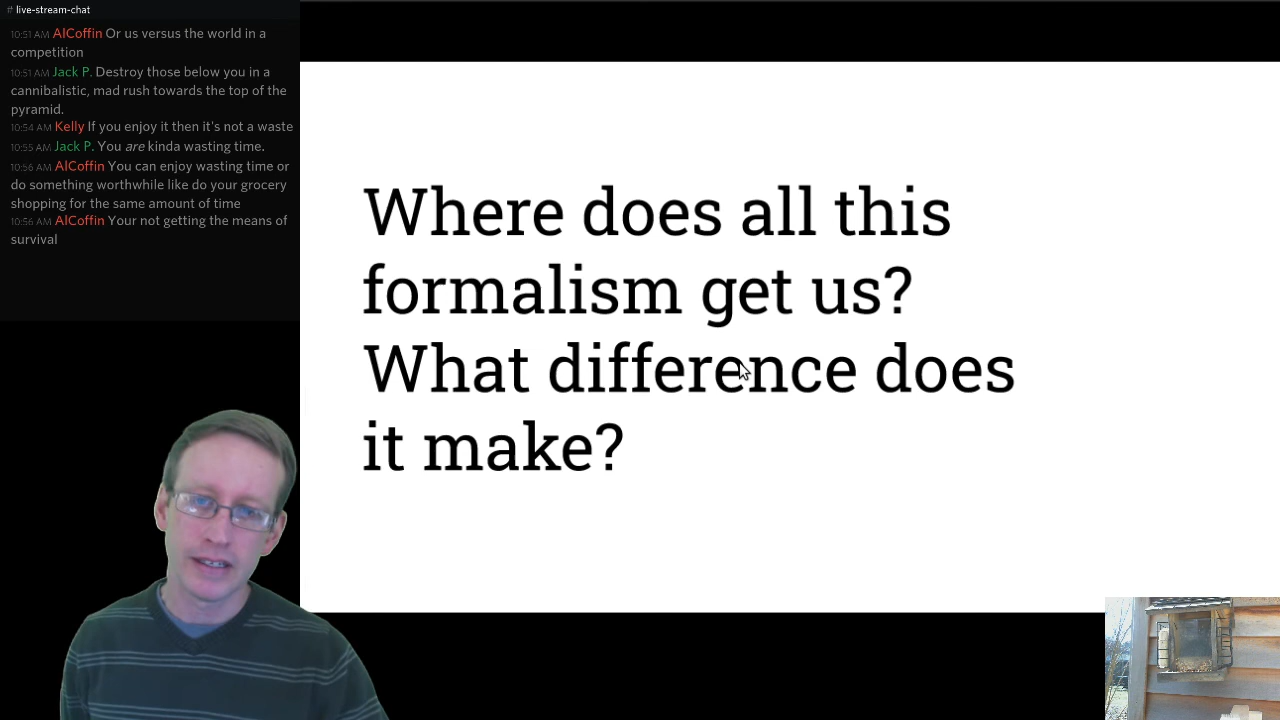 # live-stream-chat
10:51 AM AlCoffin Or us versus the world in a
competition
10:51 AM Jack P. Destroy those below you in a
cannibalistic, mad rush towards the top of the
pyramid.
10:54 AM Kelly If you enjoy it then it's not a waste
10:55 AM Jack P. You are kinda wasting time.
10:56 AM AlCoffin You can enjoy wasting time or
do something worthwhile like do your grocery
shopping for the same amount of time
10:56 AM AlCoffin Your not getting the means of
survival
Where does all this
formalism get us?
What difference does
it make?